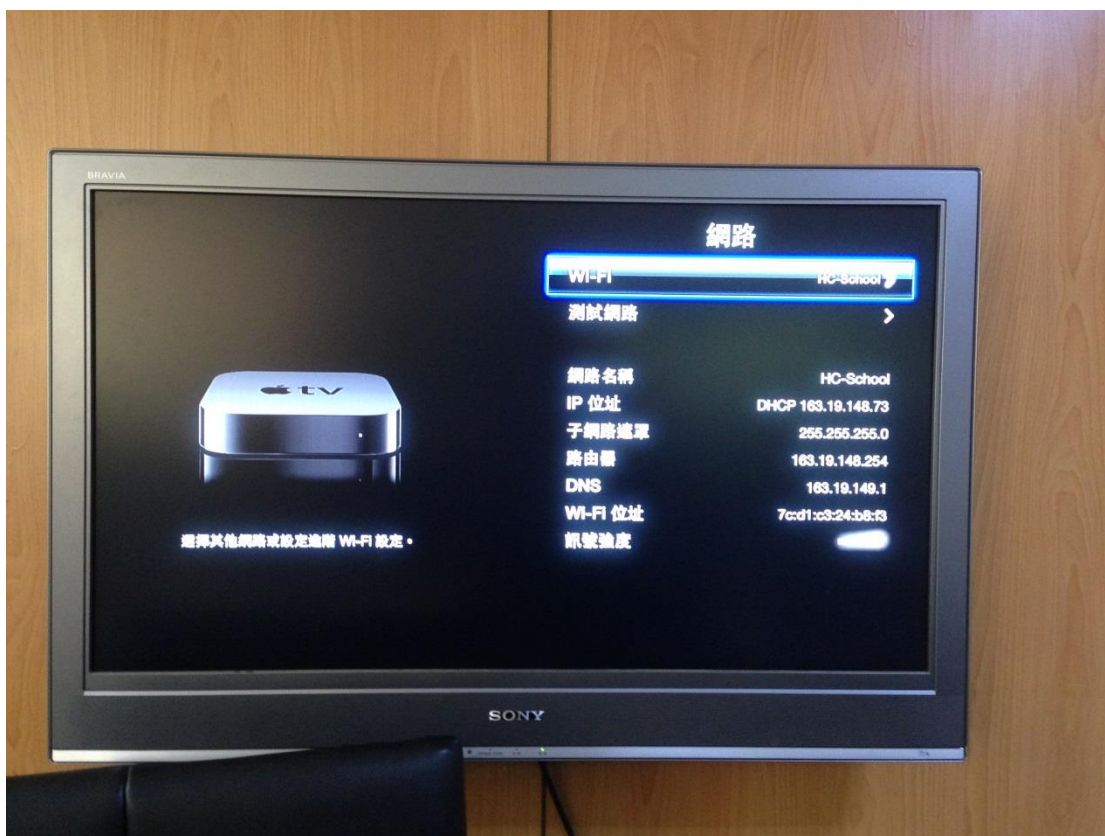 BRAVIA
網路
Wi-Fi HC-School
測試網路
網路名稱 HC-School
IP 位址 DHCP 163.19.148.73
子網路遮罩 255.255.255.0
路由器 163.19.148.254
DNS 163.19.149.1
Wi-Fi 位址 7c:d1:c3:24:b8:f3
訊號強度
tv
選擇其他網路或設定進階 Wi-Fi 設定。
SONY